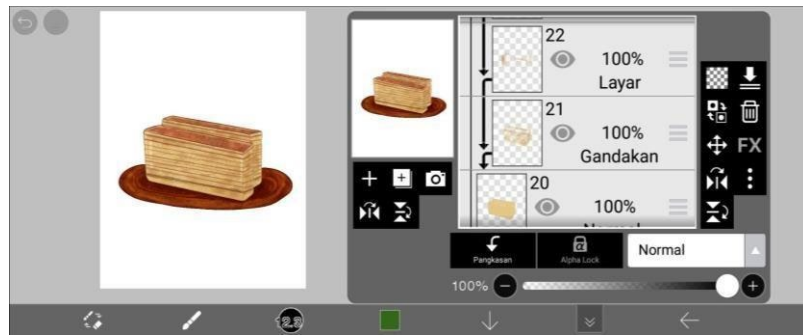 22
100%
Layar
21
100%
Gandakan
20
100%
FX
Pangkasan
Alpha Lock
Normal
100%